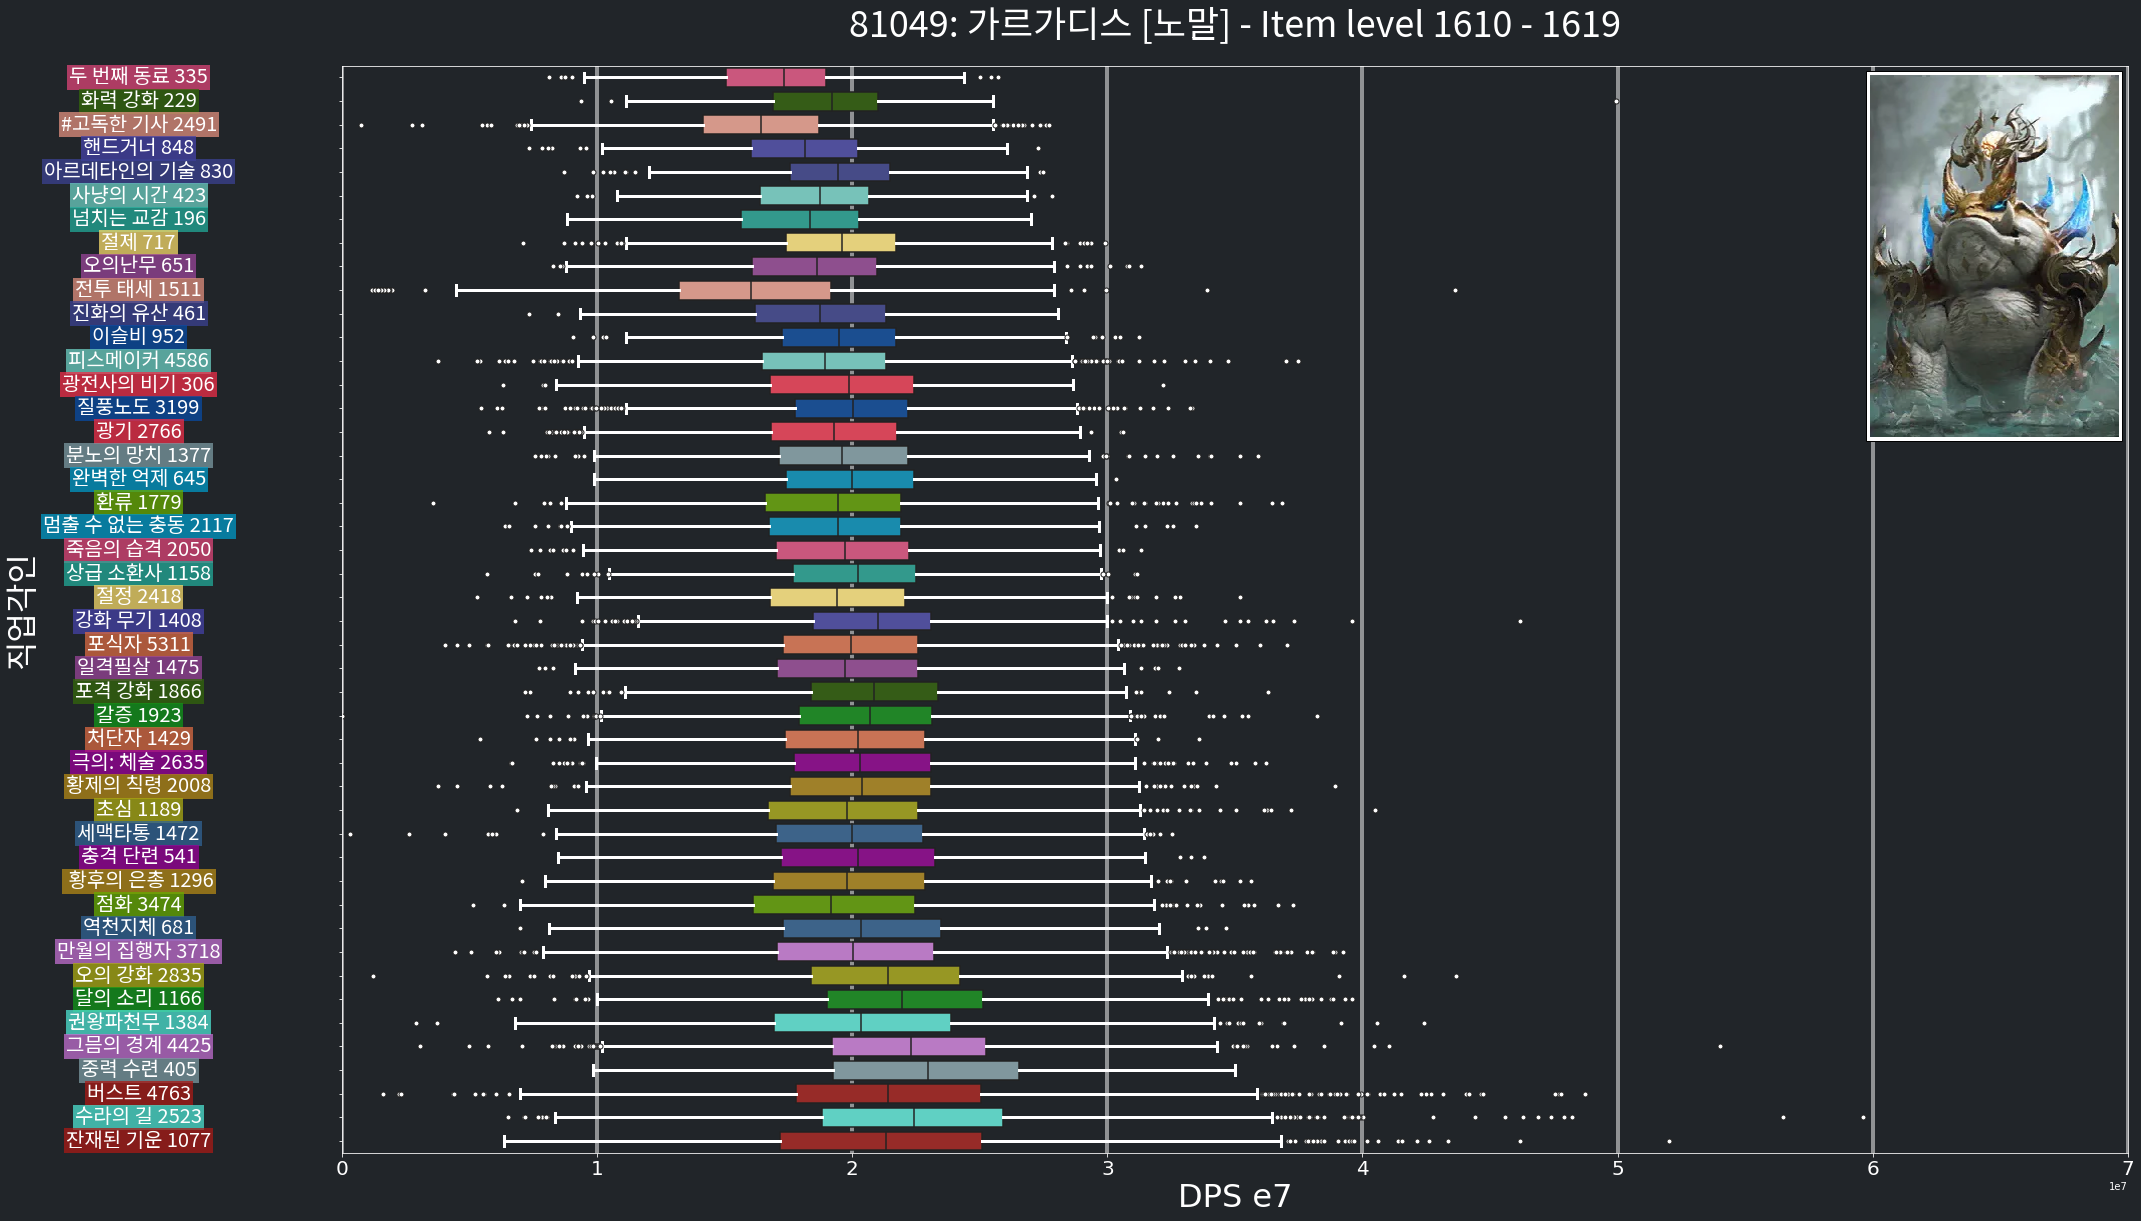 81049: 가르가디스 [노말] - Item level 1610 - 1619
두 번째 동료 335
화력 강화 229
#고독한 기사 2491
핸드거너 848
아르데타인의 기술 830
사냥의 시간 423
넘치는 교감 196
절제 717
오의난무 651
전투 태세 1511
진화의 유산 461
이슬비 952
피스메이커 4586
광전사의 비기 306
질풍노도 3199
광기 2766
분노의 망치 1377
완벽한 억제 645
환류 1779
멈출 수 없는 충동 2117
죽음의 습격 2050
상급 소환사 1158
절정 2418
강화 무기 1408
포식자 5311
일격필살 1475
포격 강화 1866
갈증 1923
처단자 1429
극의: 체술 2635
황제의 칙령 2008
초심 1189
세맥타통 1472
충격 단련 541
황후의 은총 1296
점화 3474
역천지체 681
만월의 집행자 3718
오의 강화 2835
달의 소리 1166
권왕파천무 1384
그믐의 경계 4425
중력 수련 405
버스트 4763
수라의 길 2523
잔재된 기운 1077
직업각인
0 1 2 3 4 5 6 7
DPS e7
1e7